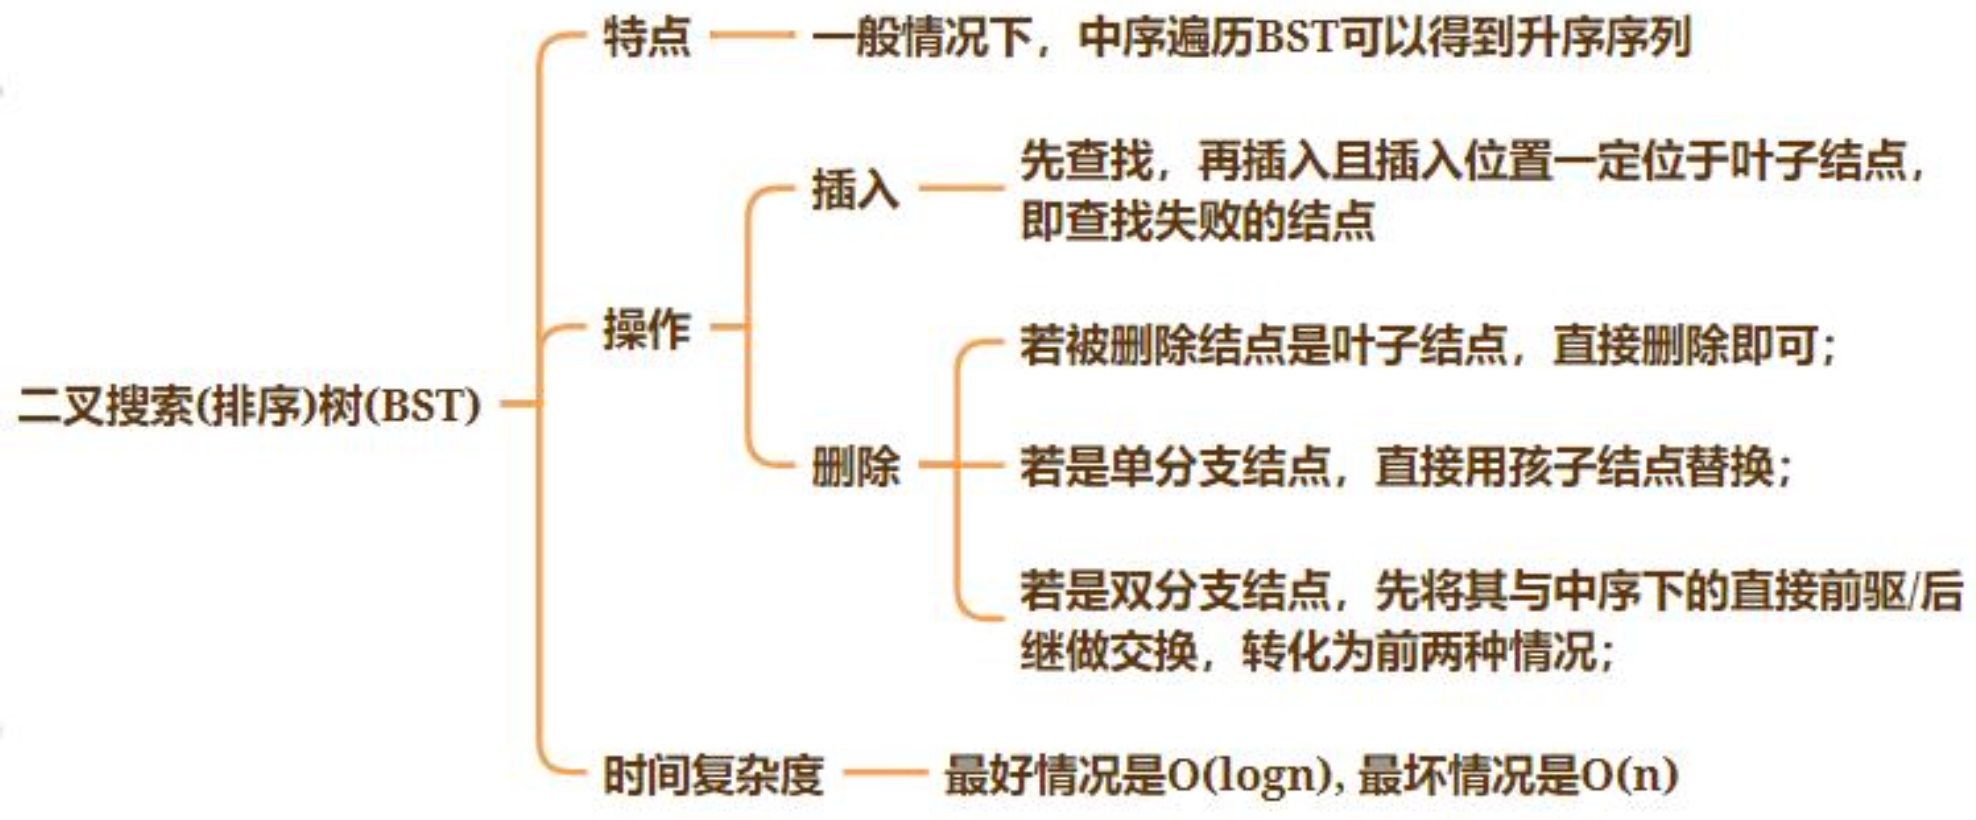 特点
一般情况下，中序遍历BST可以得到升序序列
插入
先查找，再插入且插入位置一定位于叶子结点，
即查找失败的结点
操作
若被删除结点是叶子结点，直接删除即可；
二叉搜索(排序)树(BST)
删除
若是单分支结点，直接用孩子结点替换；
若是双分支结点，先将其与中序下的直接前驱/后
继做交换，转化为前两种情况；
时间复杂度
最好情况是O(logn), 最坏情况是O(n)